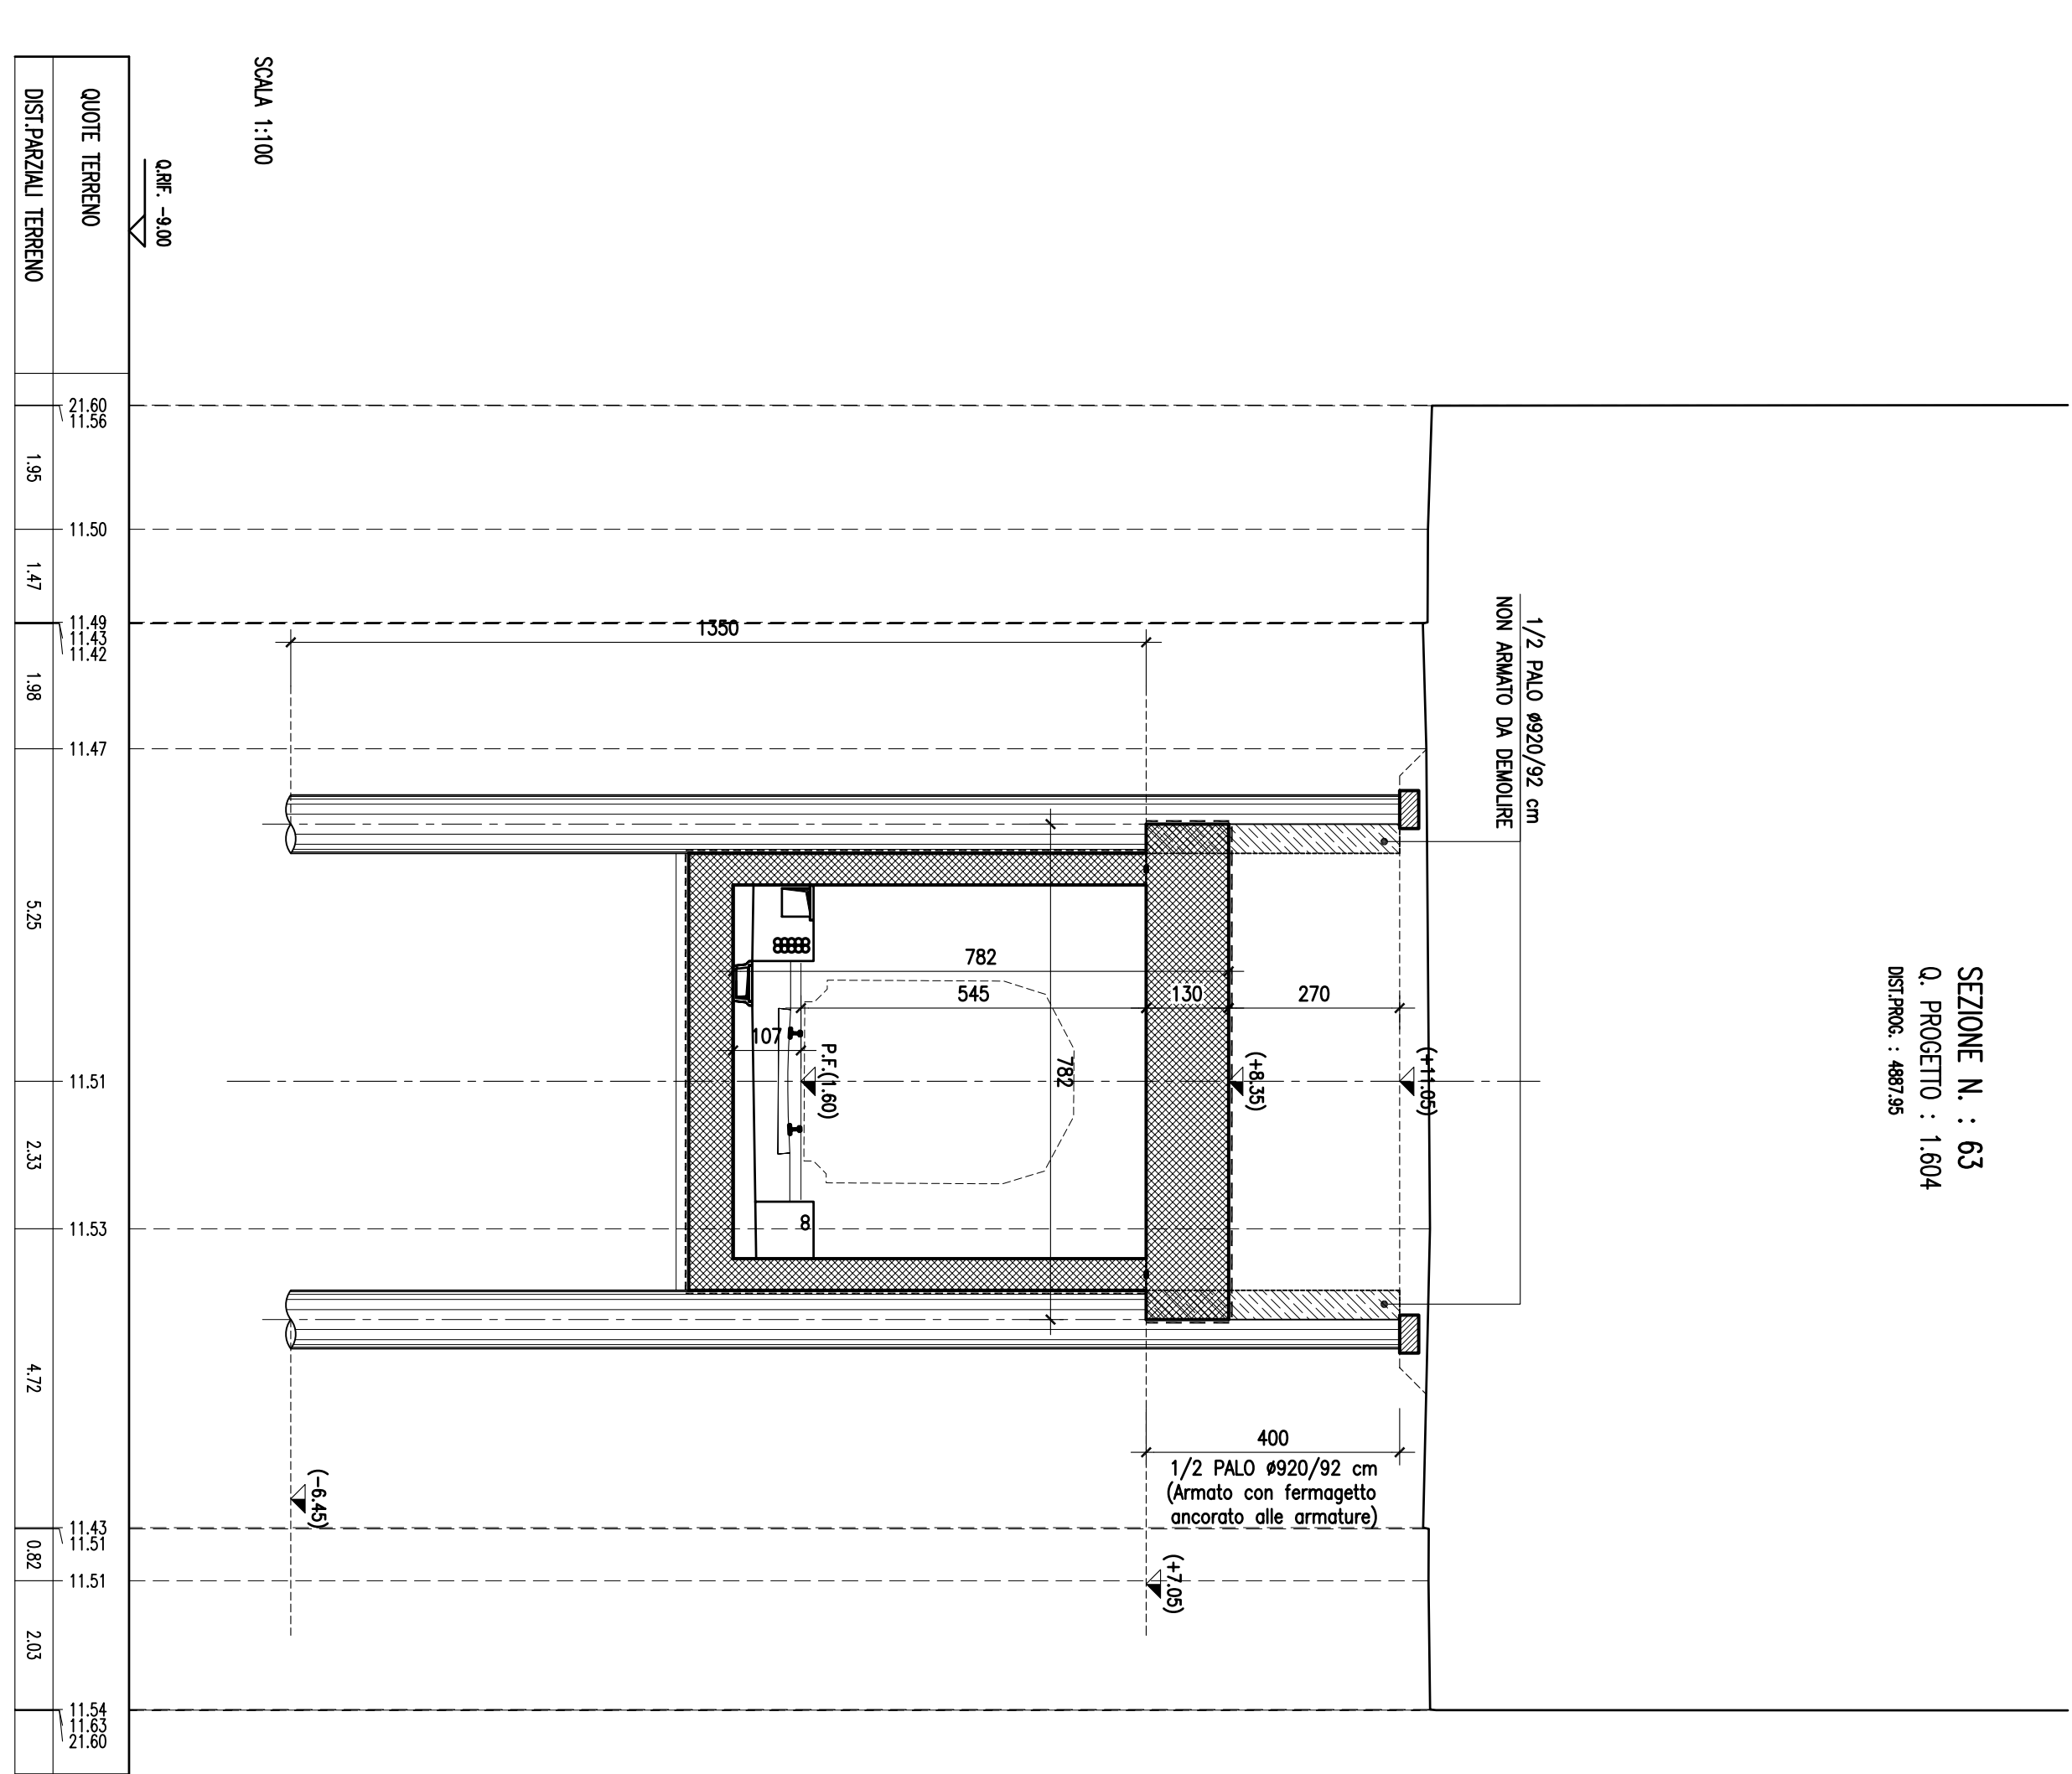 SEZIONE N. : 63
Q. PROGETTO : 1.604
DIST.PROG. : 4887.95
1/2 PALO ø920/92 cm
NON ARMATO DA DEMOLIRE
(+11.05)
270
(+8.35)
130
782
545
782
107
P.F.(1.60)
8
1350
400
1/2 PALO ø920/92 cm
(Armato con fermagetto
ancorato alle armature)
(+7.05)
(-6.45)
SCALA 1:100
Q.RIF. -9.00
QUOTE TERRENO
21.60
11.56
11.50
11.49
11.43
11.42
11.47
11.51
11.53
11.43
11.51
11.51
11.54
11.63
21.60
DIST.PARZIALI TERRENO
1.95
1.47
1.98
5.25
2.33
4.72
0.82
2.03